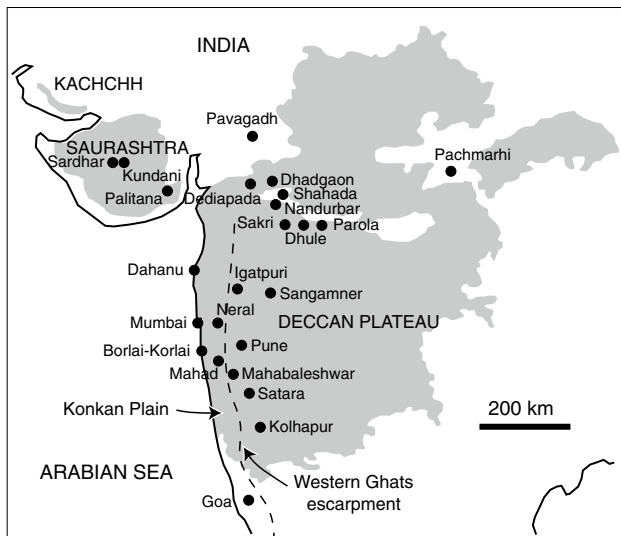 INDIA
KACHCHH
Pavagadh
SAURASHTRA
Sardhar
Kundani
Palitana
Pachmarhi
Dhadgaon
Dediapada
Shahada
Nandurbar
Sakri
Dhule
Parola
Dahanu
Igatpuri
Sangamner
Mumbai
Neral
DECCAN PLATEAU
Borlai-Korlai
Pune
Mahad
Mahabaleshwar
Satara
Konkan Plain
200 km
Kolhapur
ARABIAN SEA
Western Ghats
escarpment
Goa